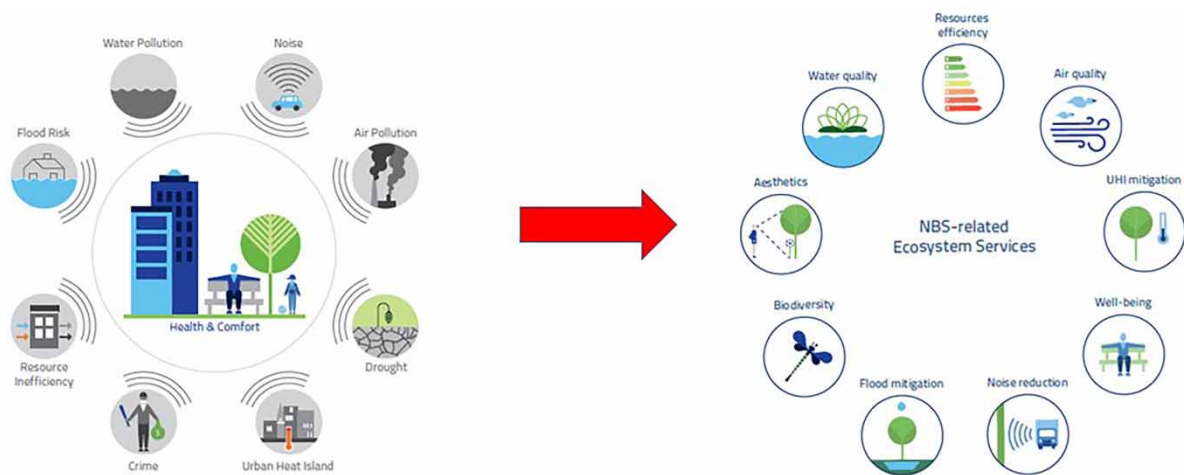 Water Pollution
Noise
Flood Risk
Air Pollution
Health & Comfort
Resource
Inefficiency
Drought
Crime
Urban Heat Island
Resources
efficiency
Water quality
Air quality
Aesthetics
UHI mitigation
NBS-related
Ecosystem Services
Biodiversity
Well-being
Flood mitigation
Noise reduction